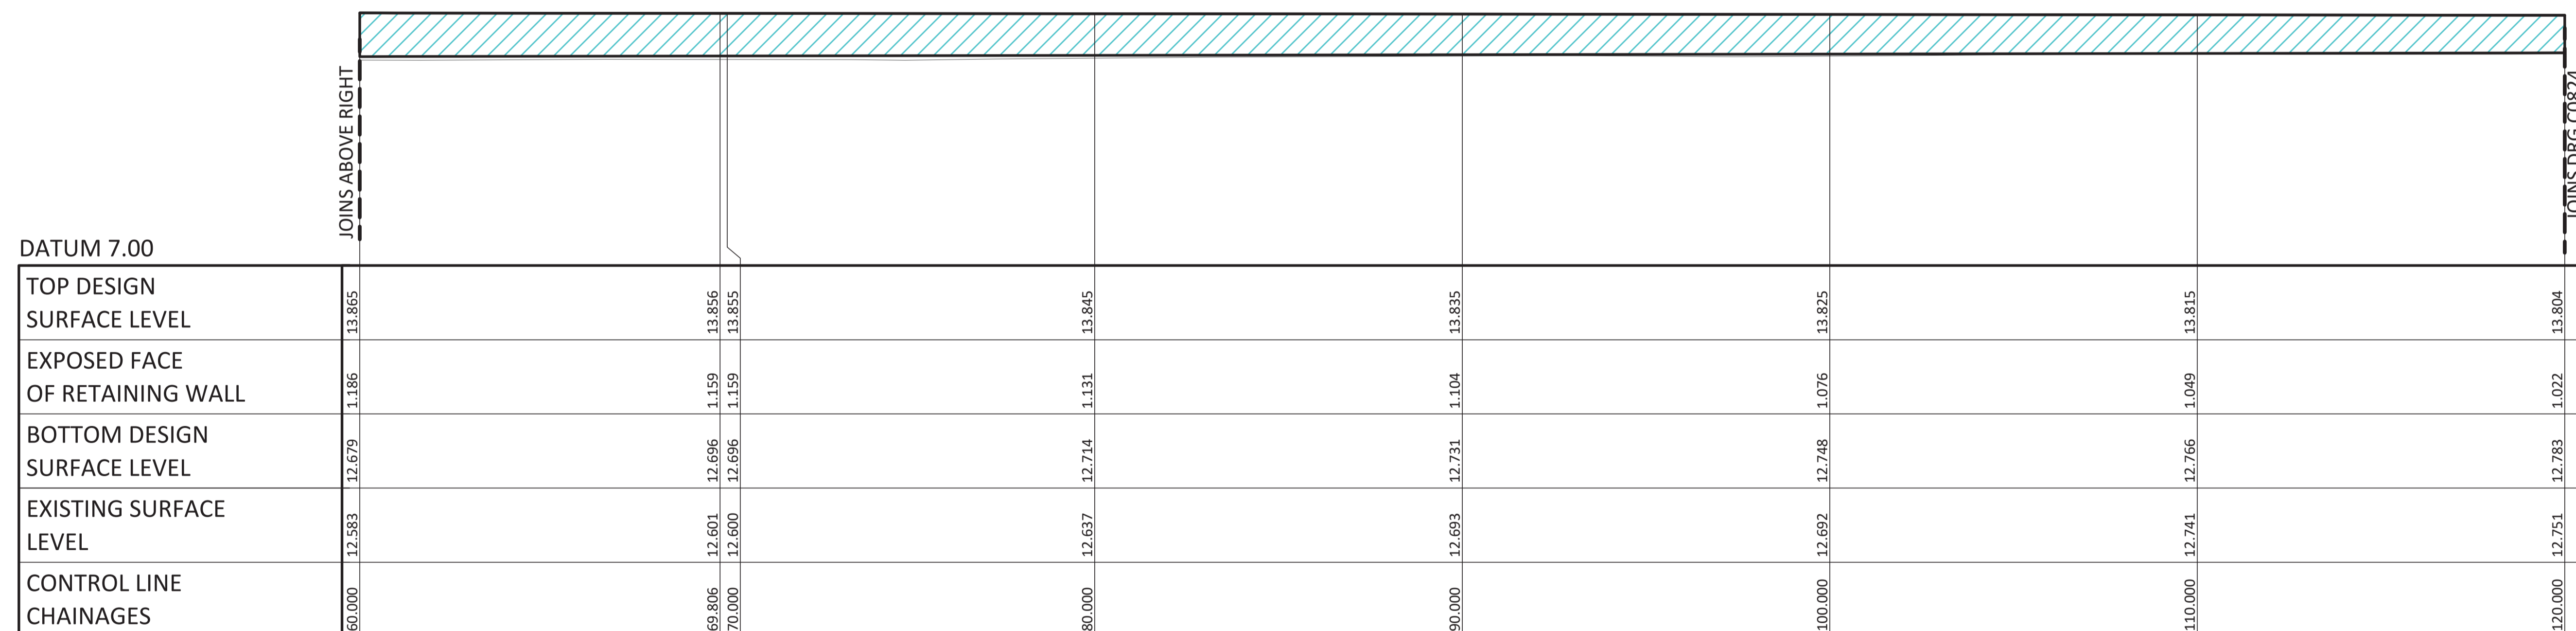 JOINS ABOVE RIGHT
JOINS DRG C0824
DATUM 7.00
TOP DESIGN
SURFACE LEVEL
13.865 13.856 13.855 13.845 13.835 13.825 13.815 13.804
EXPOSED FACE
OF RETAINING WALL
1.186 1.159 1.159 1.131 1.104 1.076 1.049 1.022
BOTTOM DESIGN
SURFACE LEVEL
12.679 12.696 12.696 12.714 12.731 12.748 12.766 12.783
EXISTING SURFACE
LEVEL
12.583 12.601 12.600 12.637 12.693 12.692 12.741 12.751
CONTROL LINE
CHAINAGES
60.000 69.806 70.000 80.000 90.000 100.000 110.000 120.000